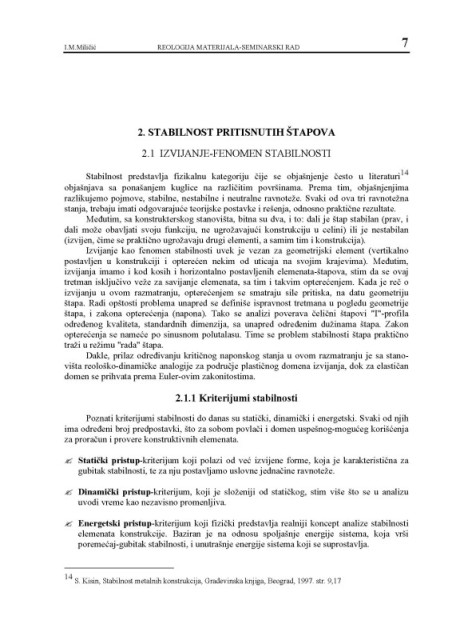 I.M.Miličić REOLOGIJA MATERIJALA-SEMINARSKI RAD 7
2. STABILNOST PRITISNUTIH ŠTAPOVA
2.1 IZVIJANJE-FENOMEN STABILNOSTI
Stabilnost predstavlja fizikalnu kategoriju čije se objašnjenje često u literaturi14
objašnjava sa ponašanjem kuglice na različitim površinama. Prema tim, objašnjenjima
razlikujemo pojmove, stabilne, nestabilne i neutralne ravnoteže. Svaki od ova tri ravnotežna
stanja, trebaju imati odgovarajuće teorijske postavke i rešenja, odnosno praktične rezultate.
Međutim, sa konstrukterskog stanovišta, bitna su dva, i to: dali je štap stabilan (prav, i
dali može obavljati svoju funkciju, ne ugrožavajući konstrukciju u celini) ili je nestabilan
(izvijen, čime se praktično ugrožavaju drugi elementi, a samim tim i konstrukcija).
Izvijanje kao fenomen stabilnosti uvek je vezan za geometrijski element (vertikalno
postavljen u konstrukciji i opterećen nekim od uticaja na svojim krajevima). Međutim,
izvijanja imamo i kod kosih i horizontalno postavljenih elemenata-štapova, stim da se ovaj
tretman isključivo veže za savijanje elemenata, sa tim i takvim opterećenjem. Kada je reč o
izvijanju u ovom razmatranju, opterećenjem se smatraju sile pritiska, na datu geometriju
štapa. Radi opštosti problema unapred se definiše ispravnost tretmana u pogledu geometrije
štapa, i zakona opterećenja (napona). Tako se analizi poverava čelični štapovi "I"-profila
određenog kvaliteta, standardnih dimenzija, sa unapred određenim dužinama štapa. Zakon
opterećenja se nameće po sinusnom polutalasu. Time se problem stabilnosti štapa praktično
traži u režimu "rada" štapa.
Dakle, prilaz određivanju kritičnog naponskog stanja u ovom razmatranju je sa stano-
višta reološko-dinamičke analogije za područje plastičnog domena izvijanja, dok za elastičan
domen se prihvata prema Euler-ovim zakonitostima.
2.1.1 Kriterijumi stabilnosti
Poznati kriterijumi stabilnosti do danas su statički, dinamički i energetski. Svaki od njih
ima određeni broj predpostavki, što za sobom povlači i domen uspešnog-mogućeg korišćenja
za proračun i provere konstruktivnih elemenata.
Statički pristup-kriterijum koji polazi od već izvijene forme, koja je karakteristična za
gubitak stabilnosti, te za nju postavljamo uslovne jednačine ravnoteže.
Dinamički pristup-kriterijum, koji je složeniji od statičkog, stim više što se u analizu
uvodi vreme kao nezavisno promenljiva.
Energetski pristup-kriterijum koji fizički predstavlja realniji koncept analize stabilnosti
elemenata konstrukcije. Baziran je na odnosu spoljašnje energije sistema, koja vrši
poremećaj-gubitak stabilnosti, i unutrašnje energije sistema koji se suprostavlja.
14 S. Kisin, Stabilnost metalnih konstrukcija, Građevinska knjiga, Beograd, 1997. str. 9,17